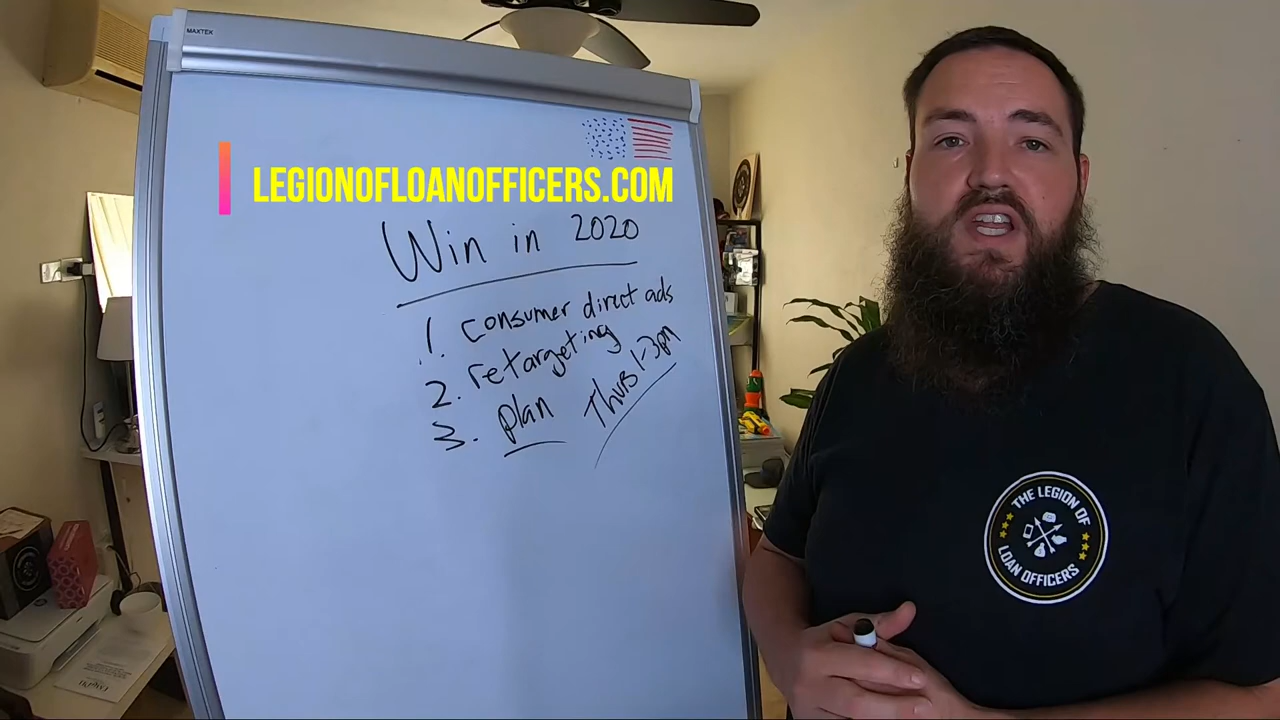 MAXTEK
LEGIONOFLOANOFFICERS.COM
Win in 2020
1. Consumer direct ads
2. retargeting
3. plan Thurs 1-3pm
THE LEGION OF
LOAN OFFICERS